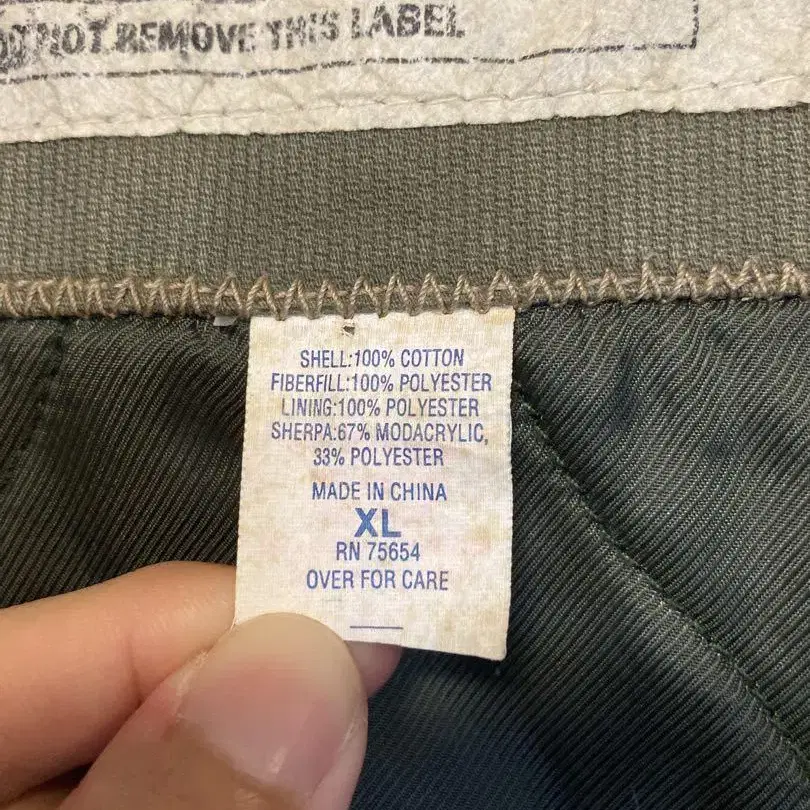 NOT REMOVE THIS LABEL
SHELL:100% COTTON
FIBERFILL:100% POLYESTER
LINING:100% POLYESTER
SHERPA:67% MODACRYLIC,
33% POLYESTER
MADE IN CHINA
XL
RN 75654
OVER FOR CARE